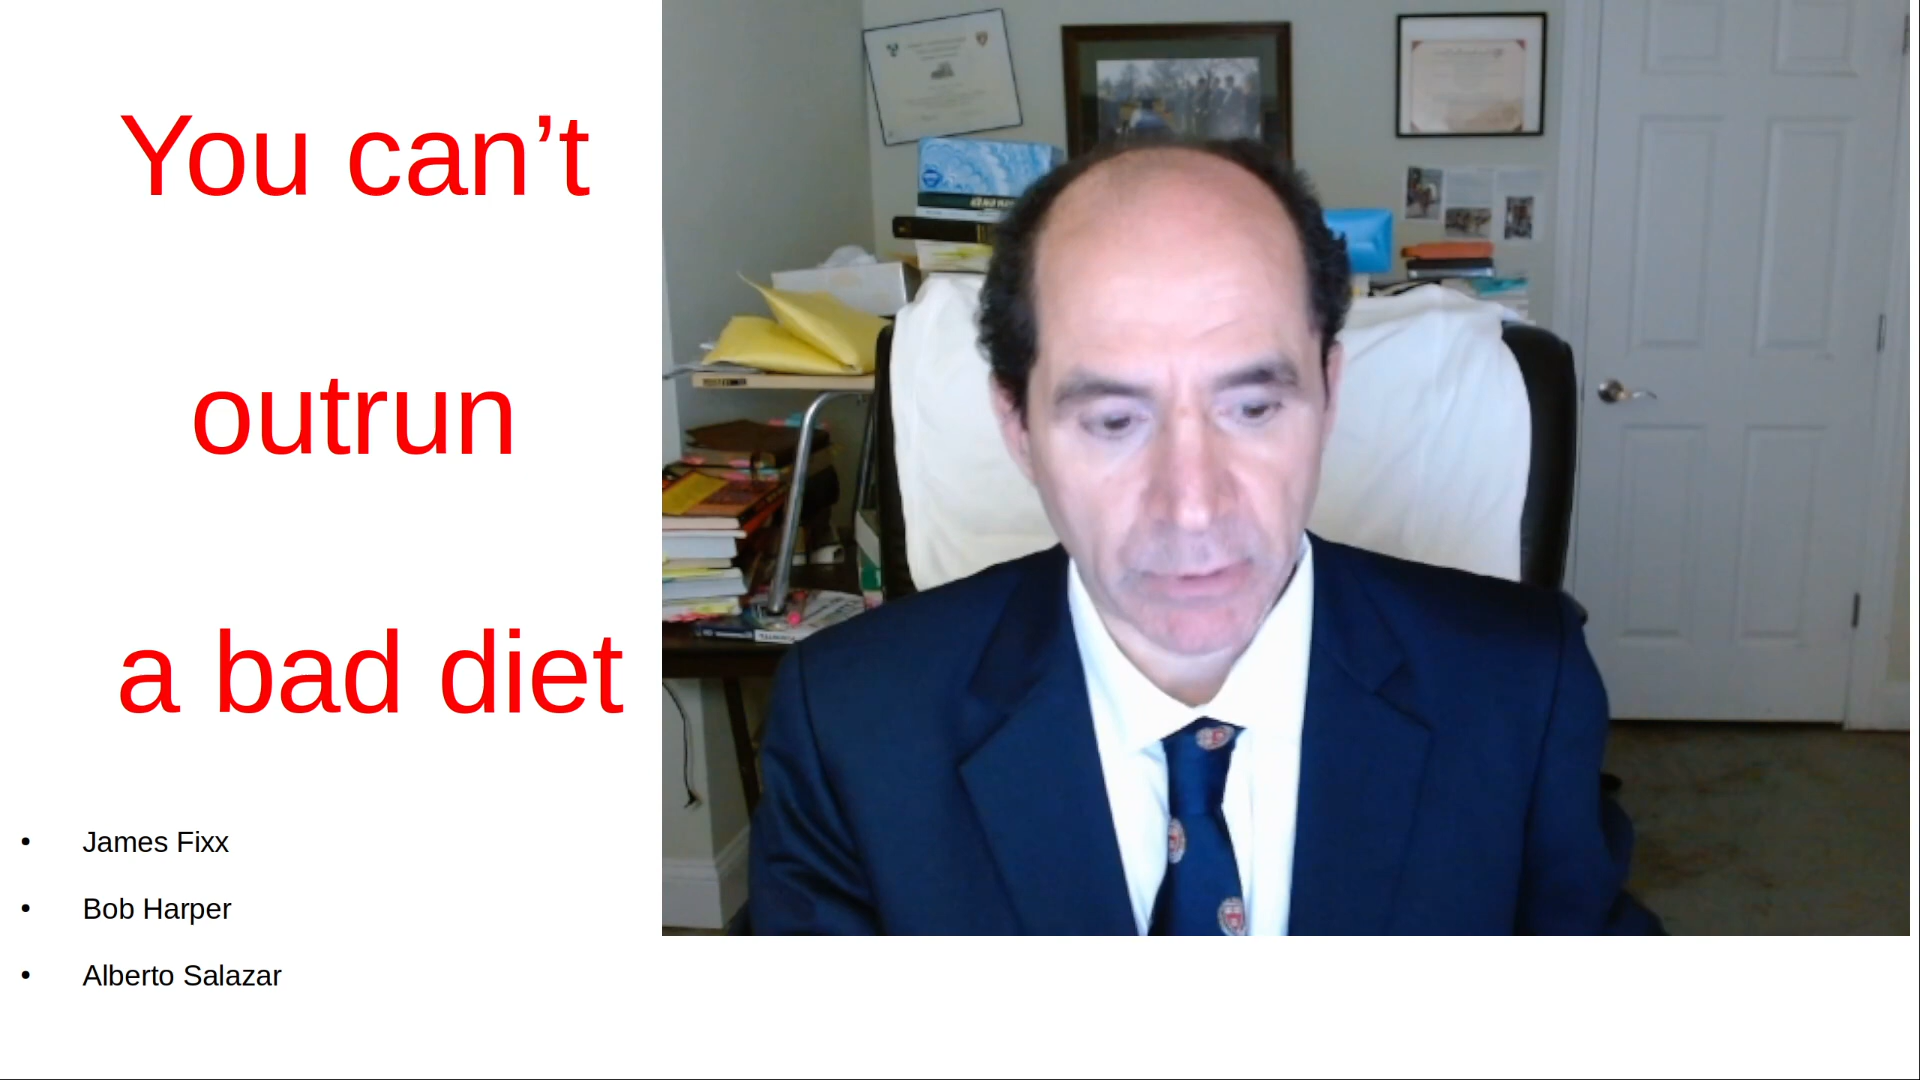 You can’t
outrun
a bad diet
• James Fixx
• Bob Harper
• Alberto Salazar